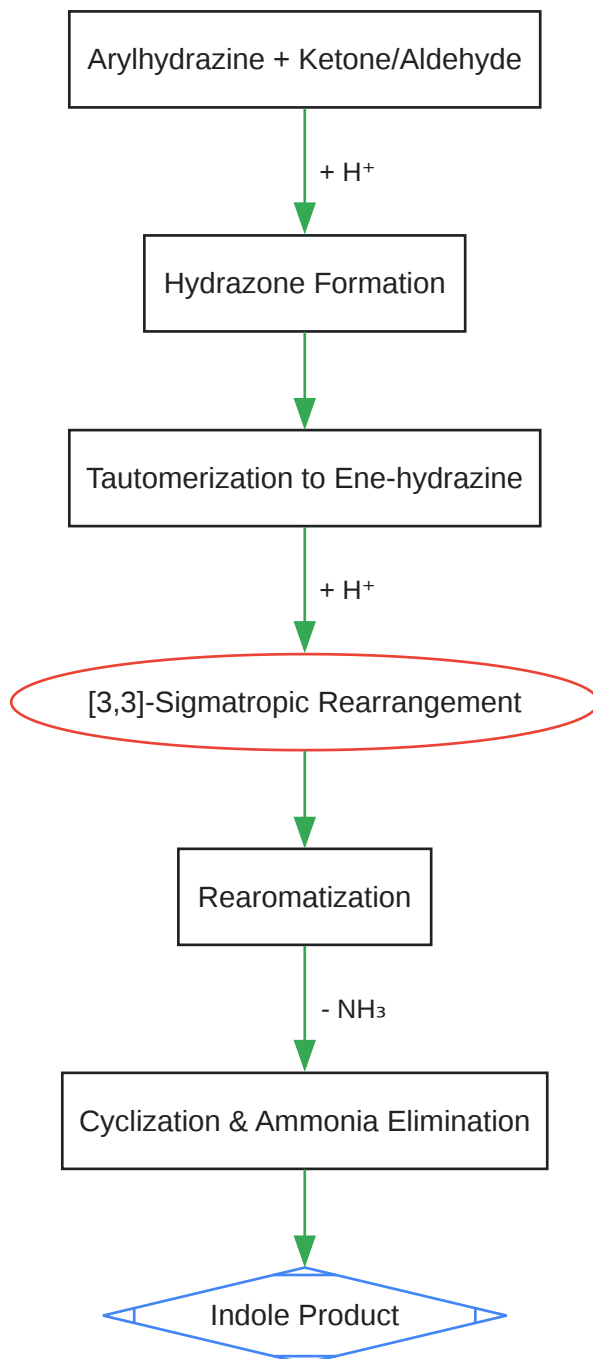 Arylhydrazine + Ketone/Aldehyde
+ H⁺
Hydrazone Formation
Tautomerization to Ene-hydrazine
+ H⁺
[3,3]-Sigmatropic Rearrangement
Rearomatization
- NH₃
Cyclization & Ammonia Elimination
Indole Product